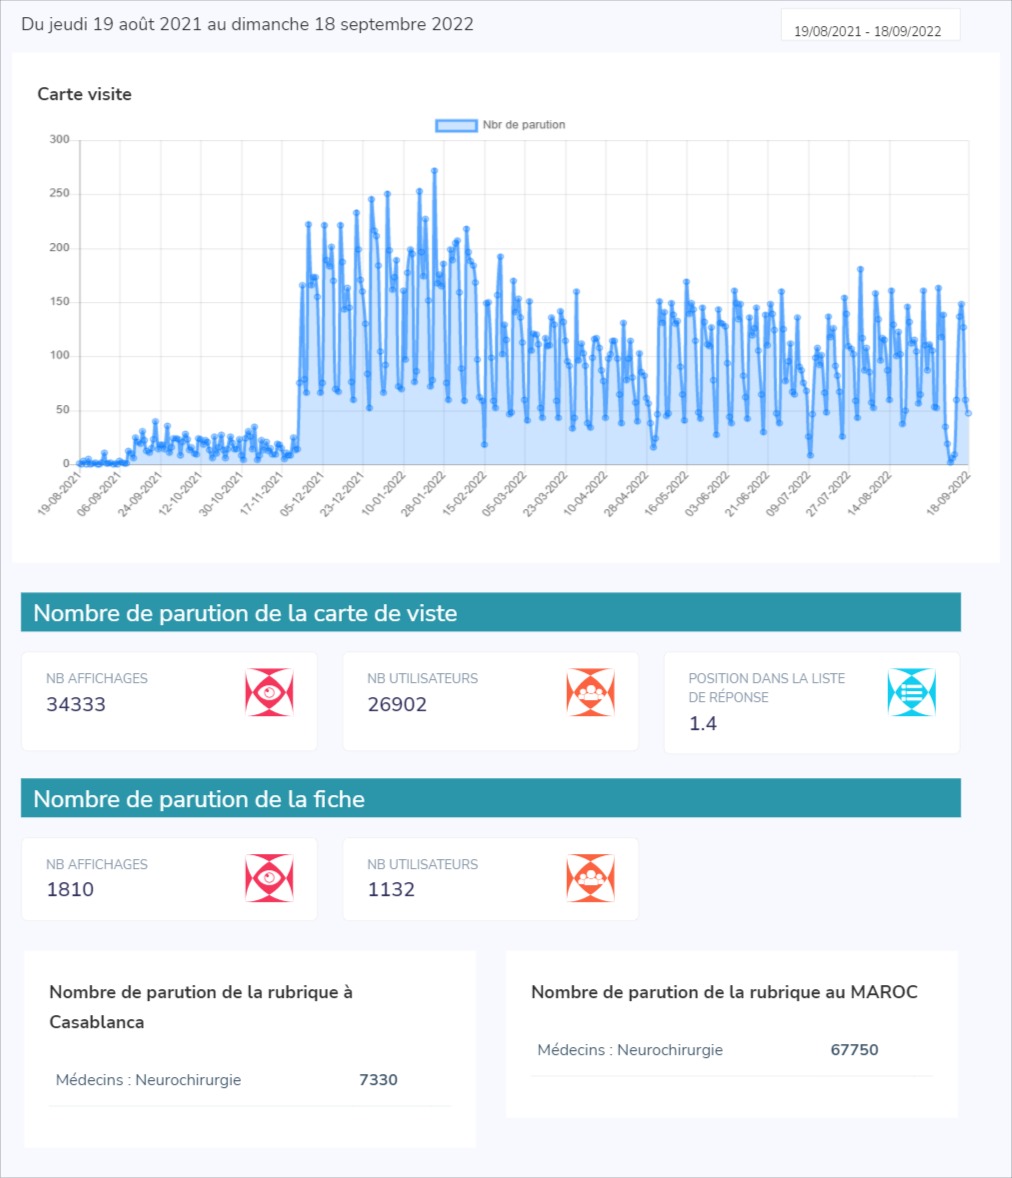 Du jeudi 19 août 2021 au dimanche 18 septembre 2022
19/08/2021 - 18/09/2022
Carte visite
Nbr de parution
300
250
200
150
100
50
0
19-08-2021
06-09-2021
24-09-2021
12-10-2021
30-10-2021
17-11-2021
05-12-2021
23-12-2021
10-01-2022
28-01-2022
15-02-2022
05-03-2022
23-03-2022
10-04-2022
28-04-2022
16-05-2022
03-06-2022
21-06-2022
09-07-2022
27-07-2022
14-08-2022
18-09-2022
Nombre de parution de la carte de viste
NB AFFICHAGES
34333
NB UTILISATEURS
26902
POSITION DANS LA LISTE
DE RÉPONSE
1.4
Nombre de parution de la fiche
NB AFFICHAGES
1810
NB UTILISATEURS
1132
Nombre de parution de la rubrique à
Casablanca
Médecins : Neurochirurgie 7330
Nombre de parution de la rubrique au MAROC
Médecins : Neurochirurgie 67750